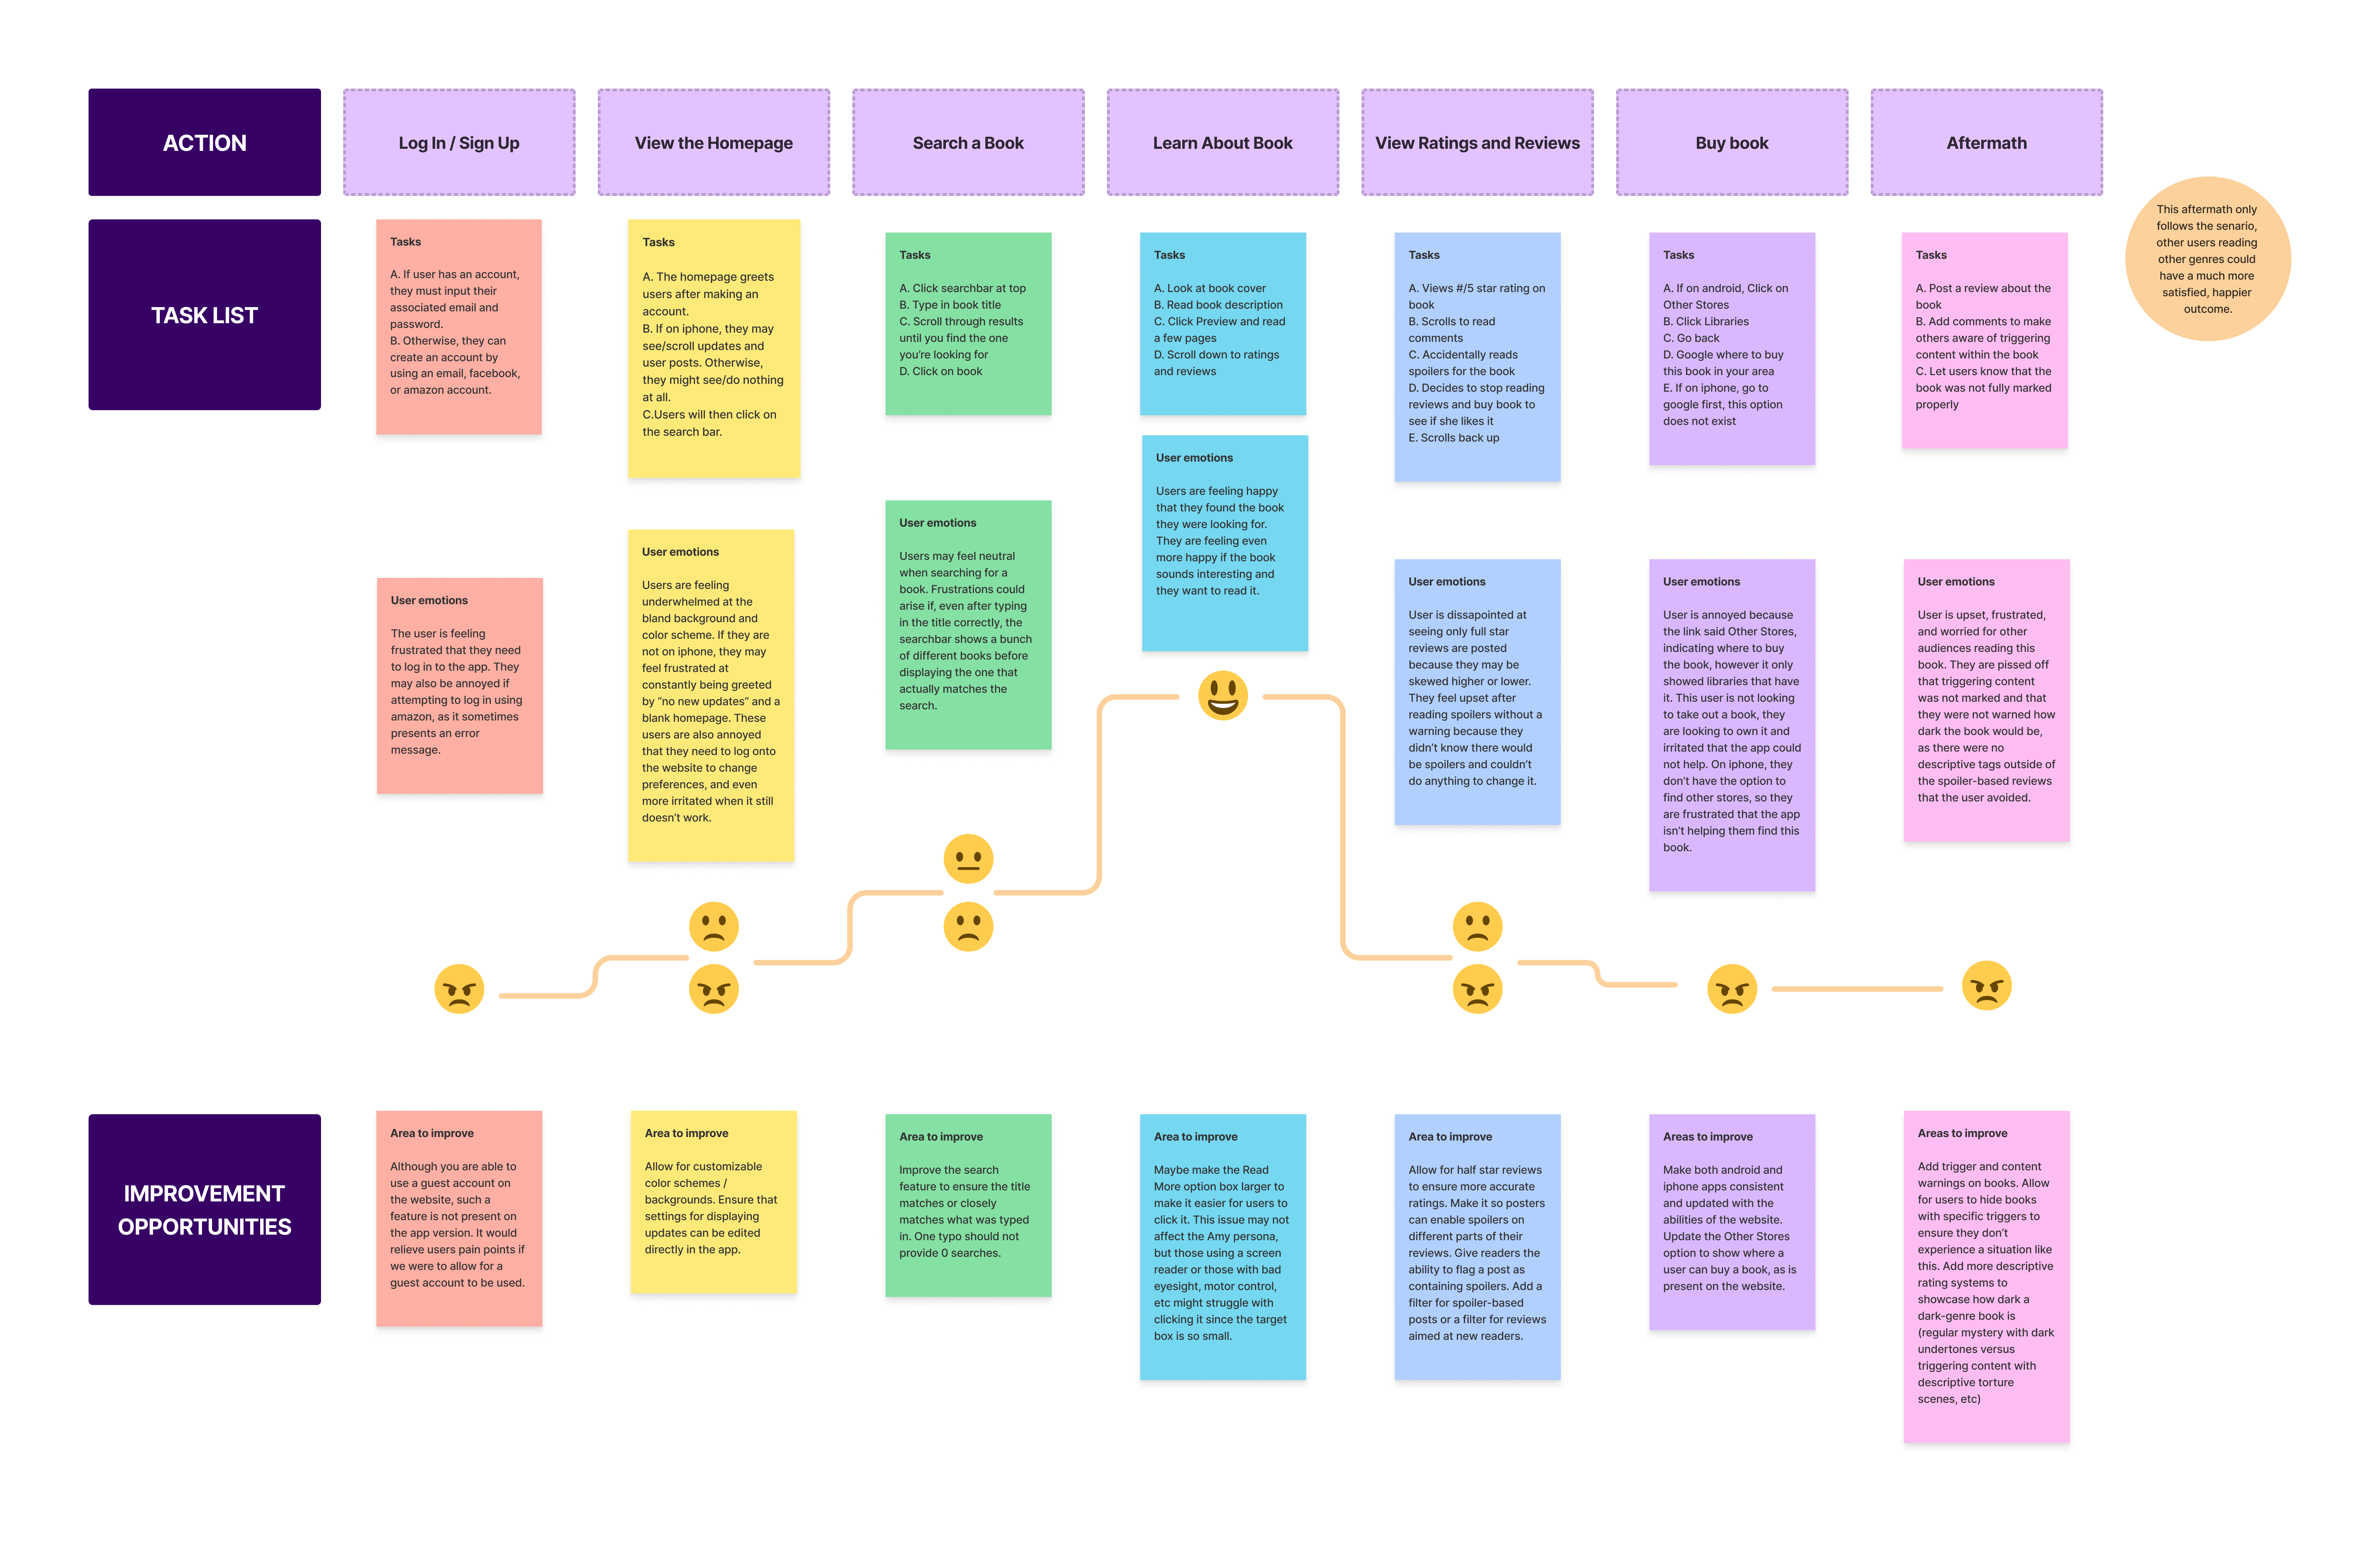 ACTION
Log In / Sign Up
View the Homepage
Search a Book
Learn About Book
View Ratings and Reviews
Buy book
Aftermath
This aftermath only
follows the senario,
other users reading
other genres could
have a much more
satisfied, happier
outcome.
TASK LIST
Tasks
A. If user has an account,
they must input their
associated email and
password.
B. Otherwise, they can
create an account by
using an email, facebook,
or amazon account.
Tasks
A. The homepage greets
users after making an
account.
B. If on iphone, they may
see/scroll updates and
user posts. Otherwise,
they might see/do nothing
at all.
C.Users will then click on
the search bar.
Tasks
A. Click searchbar at top
B. Type in book title
C. Scroll through results
until you find the one
you're looking for
D. Click on book
Tasks
A. Look at book cover
B. Read book description
C. Click Preview and read
a few pages
D. Scroll down to ratings
and reviews
Tasks
A. Views #/5 star rating on
book
B. Scrolls to read
comments
C. Accidentally reads
spoilers for the book
D. Decides to stop reading
reviews and buy book to
see if she likes it
E. Scrolls back up
Tasks
A. If on android, Click on
Other Stores
B. Click Libraries
C. Go back
D. Google where to buy
this book in your area
E. If on iphone, go to
google first, this option
does not exist
Tasks
A. Post a review about the
book
B. Add comments to make
others aware of triggering
content within the book
C. Let users know that the
book was not fully marked
properly
User emotions
The user is feeling
frustrated that they need
to log in to the app. They
may also be annoyed if
attempting to log in using
amazon, as it sometimes
presents an error
message.
User emotions
Users are feeling
underwhelmed at the
bland background and
color scheme. If they are
not on iphone, they may
feel frustrated at
constantly being greeted
by “no new updates” and a
blank homepage. These
users are also annoyed
that they need to log onto
the website to change
preferences, and even
more irritated when it still
doesn’t work.
User emotions
Users may feel neutral
when searching for a
book. Frustrations could
arise if, even after typing
in the title correctly, the
searchbar shows a bunch
of different books before
displaying the one that
actually matches the
search.
User emotions
Users are feeling happy
that they found the book
they were looking for.
They are feeling even
more happy if the book
sounds interesting and
they want to read it.
User emotions
User is dissapointed at
seeing only full star
reviews are posted
because they may be
skewed higher or lower.
They feel upset after
reading spoilers without a
warning because they
didn’t know there would
be spoilers and couldn’t
do anything to change it.
User emotions
User is annoyed because
the link said Other Stores,
indicating where to buy
the book, however it only
showed libraries that have
it. This user is not looking
to take out a book, they
are looking to own it and
irritated that the app could
not help. On iphone, they
don’t have the option to
find other stores, so they
are frustrated that the app
isn’t helping them find this
book.
User emotions
User is upset, frustrated,
and worried for other
audiences reading this
book. They are pissed off
that triggering content
was not marked and that
they were not warned how
dark the book would be,
as there were no
descriptive tags outside of
the spoiler-based reviews
that the user avoided.
IMPROVEMENT
OPPORTUNITIES
Area to improve
Although you are able to
use a guest account on
the website, such a
feature is not present on
the app version. It would
relieve users pain points if
we were to allow for a
guest account to be used.
Area to improve
Allow for customizable
color schemes /
backgrounds. Ensure that
settings for displaying
updates can be edited
directly in the app.
Area to improve
Improve the search
feature to ensure the title
matches or closely
matches what was typed
in. One typo should not
provide 0 searches.
Area to improve
Maybe make the Read
More option box larger to
make it easier for users to
click it. This issue may not
affect the Amy persona,
but those using a screen
reader or those with bad
eyesight, motor control,
etc might struggle with
clicking it since the target
box is so small.
Area to improve
Allow for half star reviews
to ensure more accurate
ratings. Make it so posters
can enable spoilers on
different parts of their
reviews. Give readers the
ability to flag a post as
containing spoilers. Add a
filter for spoiler-based
posts or a filter for reviews
aimed at new readers.
Areas to improve
Make both android and
iphone apps consistent
and updated with the
abilities of the website.
Update the Other Stores
option to show where a
user can buy a book, as is
present on the website.
Areas to improve
Add trigger and content
warnings on books. Allow
for users to hide books
with specific triggers to
ensure they don’t
experience a situation like
this. Add more descriptive
rating systems to
showcase how dark a
dark-genre book is
(regular mystery with dark
undertones versus
triggering content with
descriptive torture
scenes, etc)